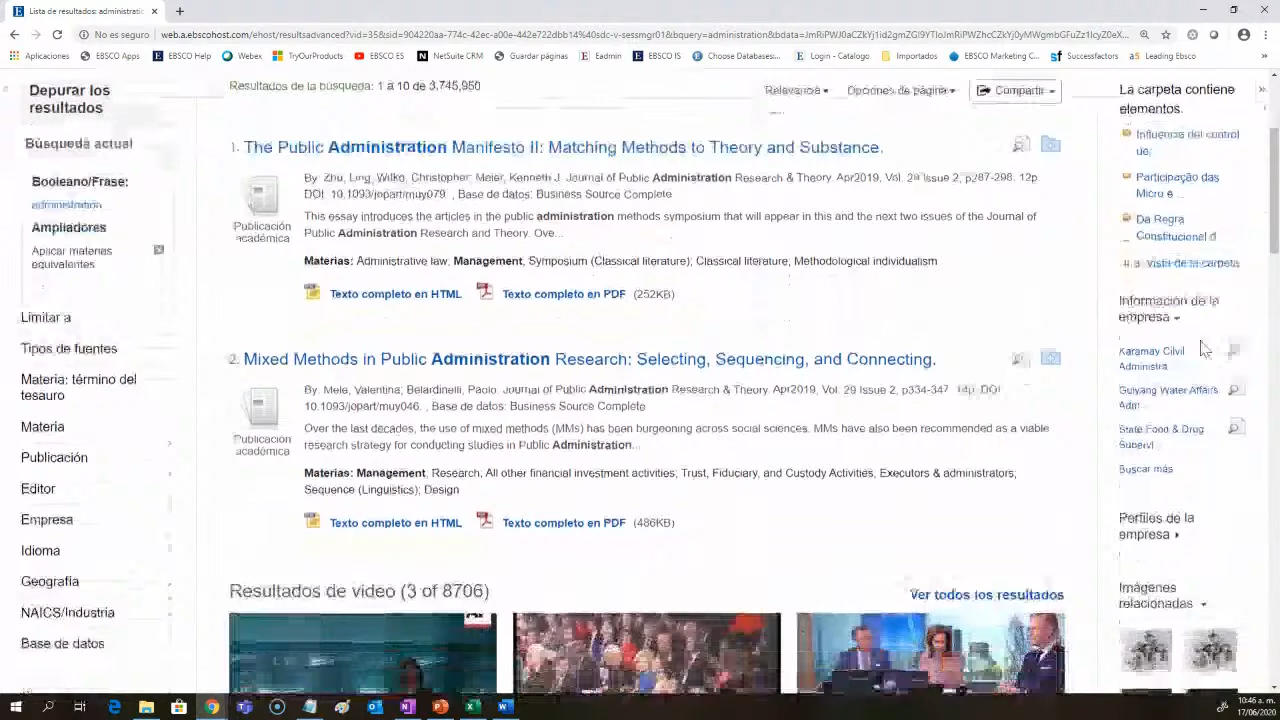 Lista de resultados: administraci
No es seguro
web.a.ebscohost.com/ehost/resultsadvanced?vid=35&sid=904220aa-774c-42ec-a00e-442e722dbb14%40sdc-v-sessmgr01&bquery=administration&bdata=
Aplicaciones
EBSCO Apps
EBSCO Help
Webex
TryOurProducts
EBSCO ES
NetSuite CRM
Guardar páginas
Eadmin
EBSCO IS
Choose Databases:...
Login - Catalogo
Importados
EBSCO Marketing C...
Successfactors
Leading Ebsco
Depurar los
resultados
Búsqueda actual
Booleano/Frase:
administration
Ampliadores
Aplicar materias
equivalentes
Limitar a
Tipos de fuentes
Materia: término del
tesauro
Materia
Publicación
Editor
Empresa
Idioma
Geografía
NAICS/Industria
Base de datos
Resultados de la búsqueda: 1 a 10 de 3,745,950
Relevance
Opciones de página
Compartir
1. The Public Administration Manifesto II: Matching Methods to Theory and Substance.
By: Zhu, Ling; Witko, Christopher; Meier, Kenneth J. Journal of Public Administration Research & Theory. Apr2019, Vol. 29 Issue 2, p287-298. 12p.
DOI: 10.1093/jopart/muy079. , Base de datos: Business Source Complete
Publicación
académica
This essay introduces the articles in the public administration methods symposium that will appear in this and the next two issues of the Journal of
Public Administration Research and Theory. Ove...
Materias: Administrative law; Management; Symposium (Classical literature); Classical literature; Methodological individualism
Texto completo en HTML
Texto completo en PDF (252KB)
2. Mixed Methods in Public Administration Research: Selecting, Sequencing, and Connecting.
By: Mele, Valentina; Belardinelli, Paolo. Journal of Public Administration Research & Theory. Apr2019, Vol. 29 Issue 2, p334-347. 14p. DOI:
10.1093/jopart/muy046. , Base de datos: Business Source Complete
Publicación
académica
Over the last decades, the use of mixed methods (MMs) has been burgeoning across social sciences. MMs have also been recommended as a viable
research strategy for conducting studies in Public Administration...
Materias: Management; Research; All other financial investment activities; Trust, Fiduciary, and Custody Activities; Executors & administrators;
Sequence (Linguistics); Design
Texto completo en HTML
Texto completo en PDF (486KB)
Resultados de video (3 of 8706)
Ver todos los resultados
La carpeta contiene
elementos.
Influencia del control
de;
Participação das
Micro e
Da Regra
Constitucional d
Vista de la carpeta
Información de la
empresa
Karamay Cilvil
Administra
Guiyang Water Affairs
Adm...
State Food & Drug
Supervi
Buscar más
Perfiles de la
empresa
Imágenes
relacionadas
10:46 a. m.
17/06/2020